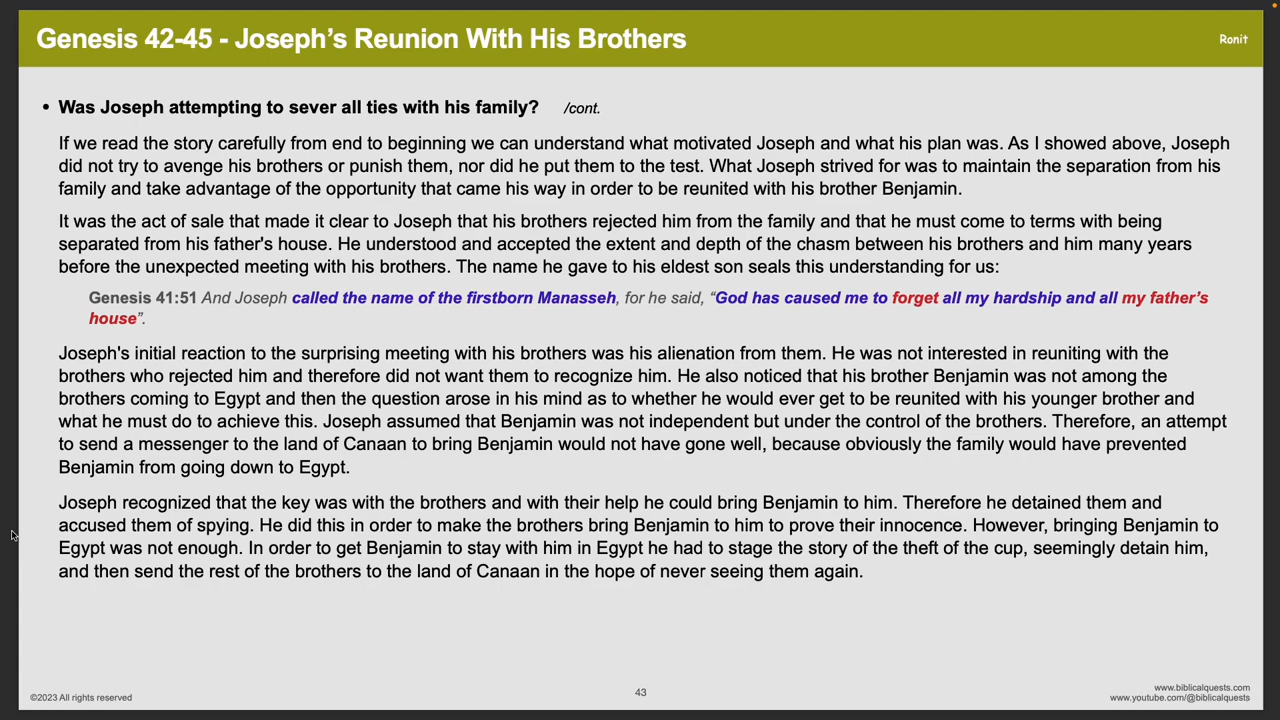 Genesis 42-45 - Joseph's Reunion With His Brothers
Ronit
• Was Joseph attempting to sever all ties with his family? /cont.
If we read the story carefully from end to beginning we can understand what motivated Joseph and what his plan was. As I showed above, Joseph
did not try to avenge his brothers or punish them, nor did he put them to the test. What Joseph strived for was to maintain the separation from his
family and take advantage of the opportunity that came his way in order to be reunited with his brother Benjamin.
It was the act of sale that made it clear to Joseph that his brothers rejected him from the family and that he must come to terms with being
separated from his father's house. He understood and accepted the extent and depth of the chasm between his brothers and him many years
before the unexpected meeting with his brothers. The name he gave to his eldest son seals this understanding for us:
Genesis 41:51 And Joseph called the name of the firstborn Manasseh, for he said, “God has caused me to forget all my hardship and all my father’s
house”.
Joseph's initial reaction to the surprising meeting with his brothers was his alienation from them. He was not interested in reuniting with the
brothers who rejected him and therefore did not want them to recognize him. He also noticed that his brother Benjamin was not among the
brothers coming to Egypt and then the question arose in his mind as to whether he would ever get to be reunited with his younger brother and
what he must do to achieve this. Joseph assumed that Benjamin was not independent but under the control of the brothers. Therefore, an attempt
to send a messenger to the land of Canaan to bring Benjamin would not have gone well, because obviously the family would have prevented
Benjamin from going down to Egypt.
Joseph recognized that the key was with the brothers and with their help he could bring Benjamin to him. Therefore he detained them and
accused them of spying. He did this in order to make the brothers bring Benjamin to him to prove their innocence. However, bringing Benjamin to
Egypt was not enough. In order to get Benjamin to stay with him in Egypt he had to stage the story of the theft of the cup, seemingly detain him,
and then send the rest of the brothers to the land of Canaan in the hope of never seeing them again.
©2023 All rights reserved
43
www.biblicalquests.com
www.youtube.com/@biblicalquests